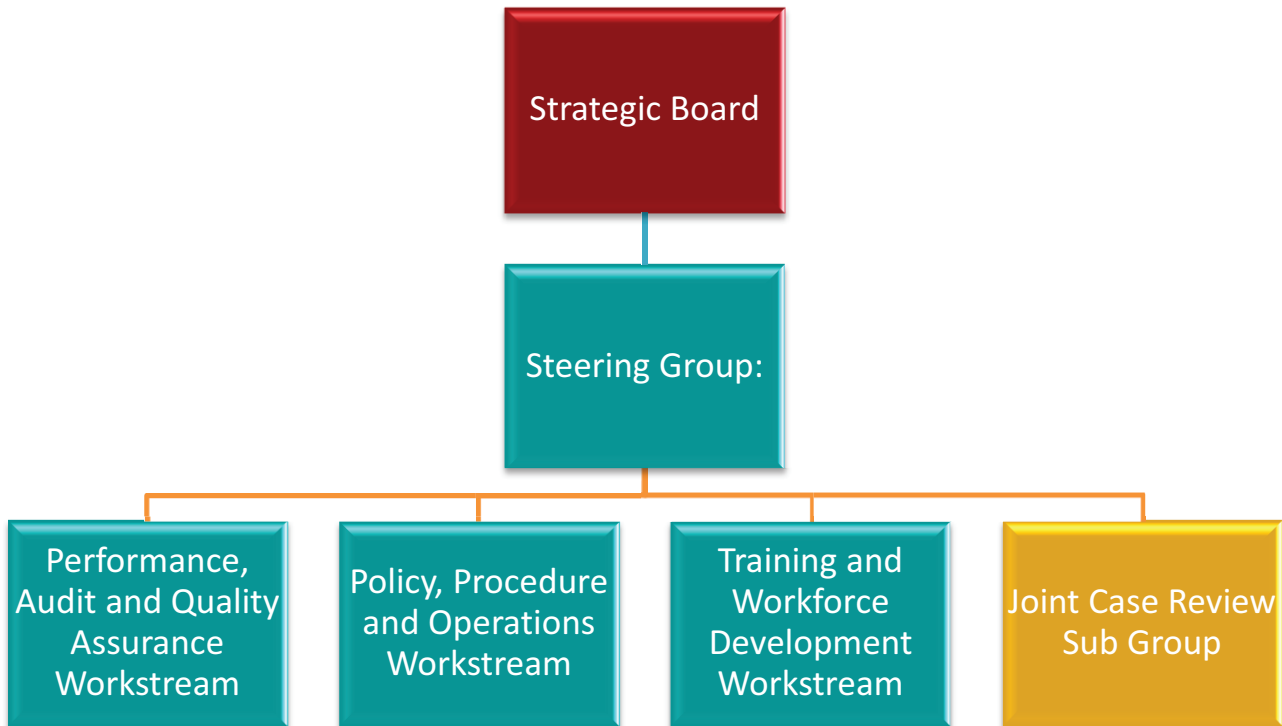 Strategic Board
Steering Group:
Performance,
Audit and Quality
Assurance
Workstream
Policy, Procedure
and Operations
Workstream
Training and
Workforce
Development
Workstream
Joint Case Review
Sub Group